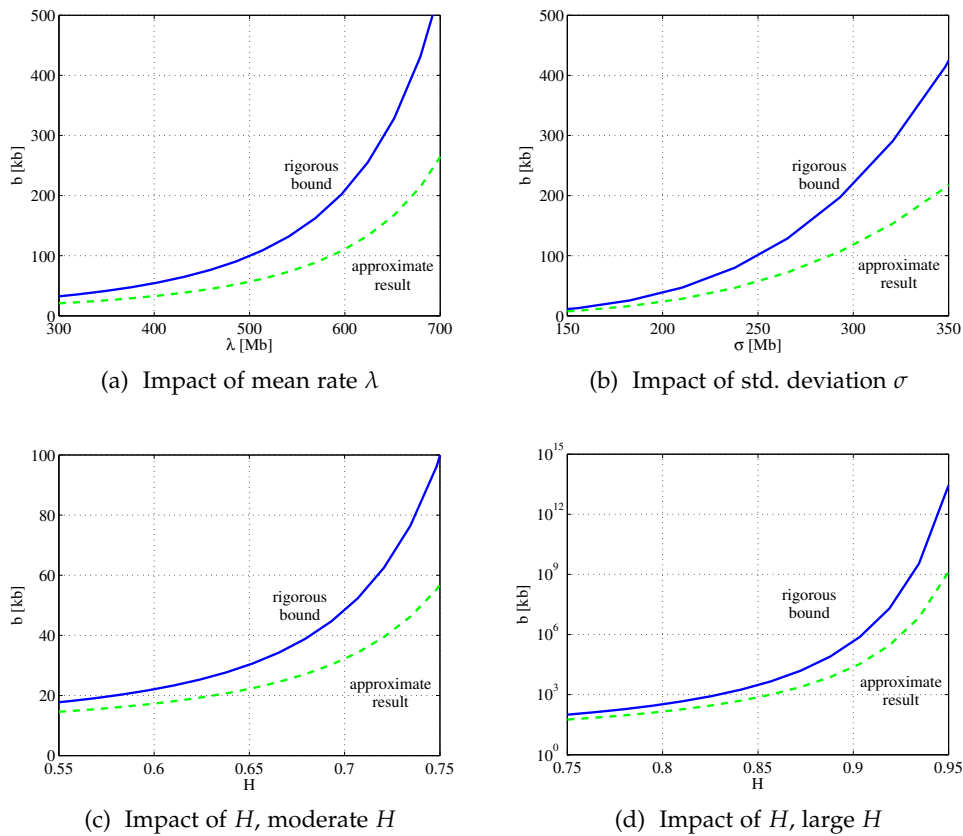 500
400
300
200
100
0
b [kb]
rigorous
bound
approximate
result
300 400 500 600 700
λ [Mb]
(a) Impact of mean rate λ
500
400
300
200
100
0
b [kb]
rigorous
bound
approximate
result
150 200 250 300 350
σ [Mb]
(b) Impact of std. deviation σ
100
80
60
40
20
0
b [kb]
rigorous
bound
approximate
result
0.55 0.6 0.65 0.7 0.75
H
(c) Impact of H, moderate H
10^15
10^12
10^9
10^6
10^3
10^0
b [kb]
rigorous
bound
approximate
result
0.75 0.8 0.85 0.9 0.95
H
(d) Impact of H, large H